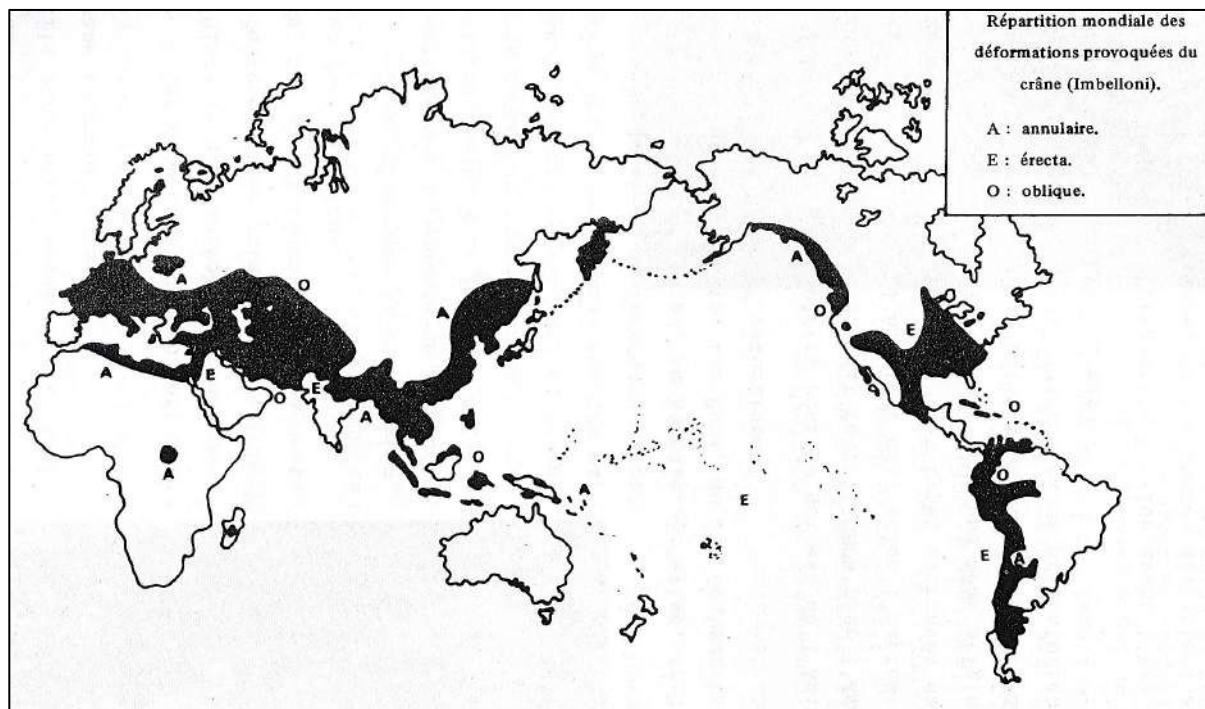 Répartition mondiale des
déformations provoquées du
crâne (Imbelloni).
A : annulaire.
E : érecta.
O : oblique.
A
O
A
A
O
E
O
A
E
O
E
A
A
O
A
E
O
O
E
A